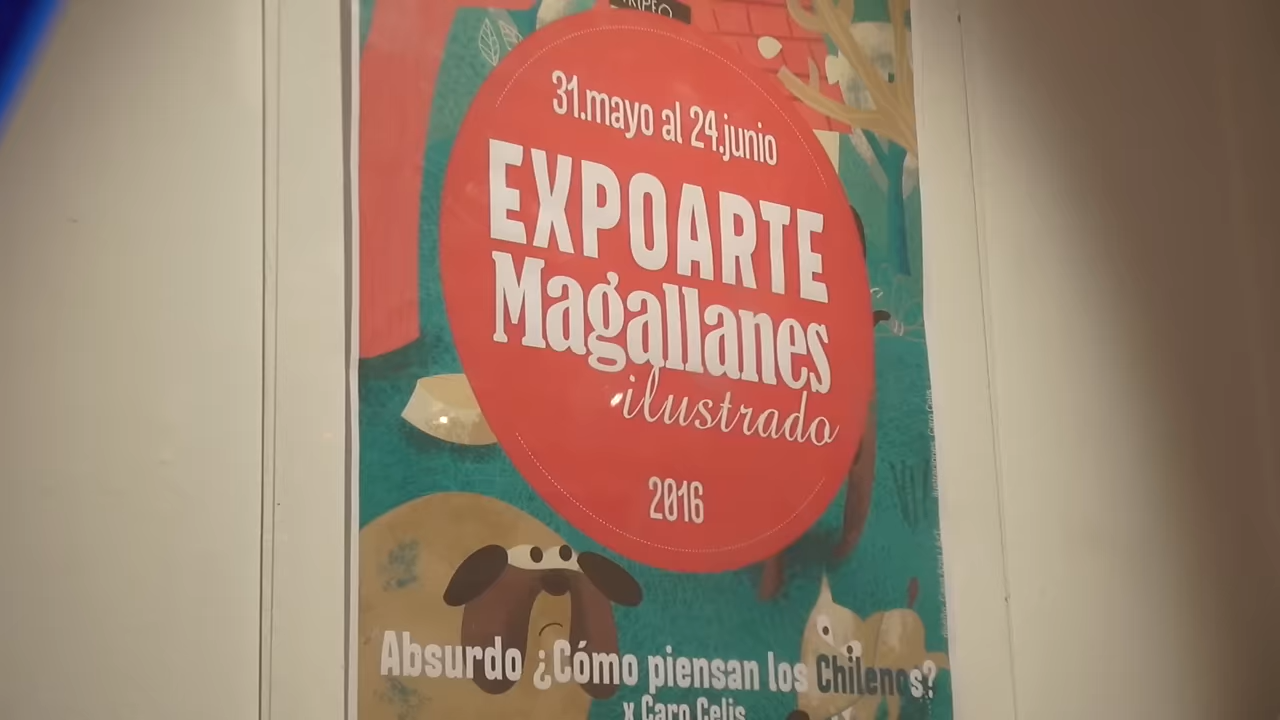 31.mayo al 24.junio
EXPOARTE
Magallanes
ilustrado
2016
Absurdo ¿Cómo piensan los Chilenos?
x Caro Celis